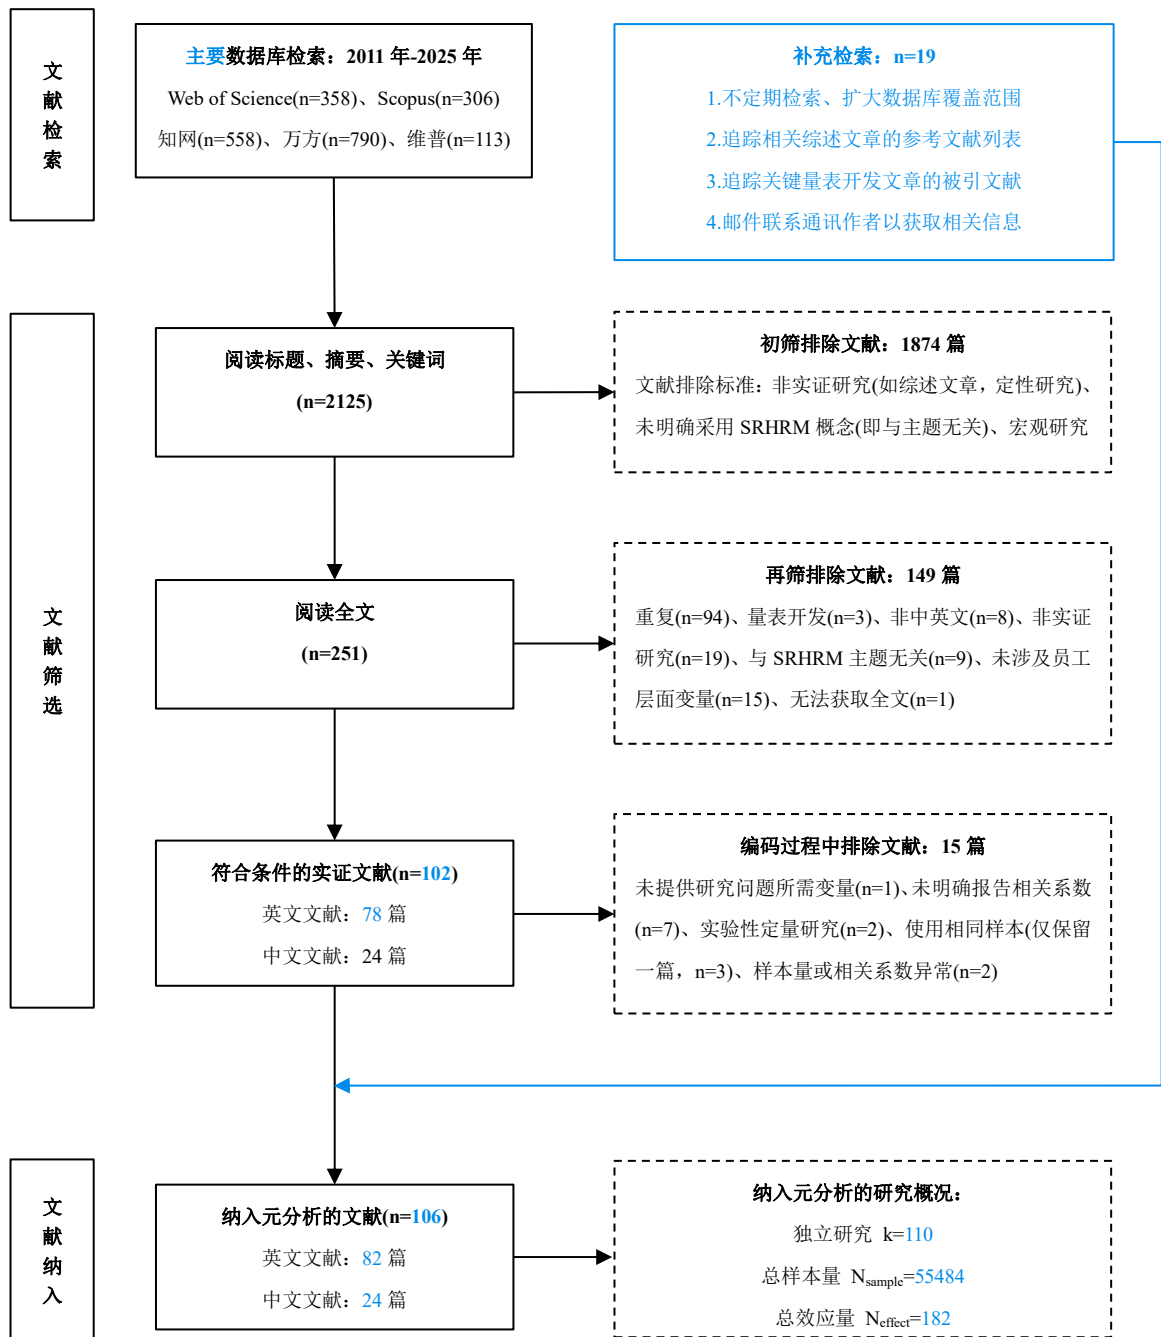 文
献
检
索
主要数据库检索：2011 年-2025 年
Web of Science(n=358)、Scopus(n=306)
知网(n=558)、万方(n=790)、维普(n=113)
补充检索：n=19
1.不定期检索、扩大数据库覆盖范围
2.追踪相关综述文章的参考文献列表
3.追踪关键量表开发文章的被引文献
4.邮件联系通讯作者以获取相关信息
文
献
筛
选
阅读标题、摘要、关键词
(n=2125)
初筛排除文献：1874 篇
文献排除标准：非实证研究(如综述文章，定性研究)、
未明确采用 SRHRM 概念(即与主题无关)、宏观研究
阅读全文
(n=251)
再筛排除文献：149 篇
重复(n=94)、量表开发(n=3)、非中英文(n=8)、非实证
研究(n=19)、与 SRHRM 主题无关(n=9)、未涉及员工
层面变量(n=15)、无法获取全文(n=1)
符合条件的实证文献(n=102)
英文文献：78 篇
中文文献：24 篇
编码过程中排除文献：15 篇
未提供研究问题所需变量(n=1)、未明确报告相关系数
(n=7)、实验性定量研究(n=2)、使用相同样本(仅保留
一篇，n=3)、样本量或相关系数异常(n=2)
文
献
纳
入
纳入元分析的文献(n=106)
英文文献：82 篇
中文文献：24 篇
纳入元分析的研究概况：
独立研究 k=110
总样本量 Nsample=55484
总效应量 Neffect=182